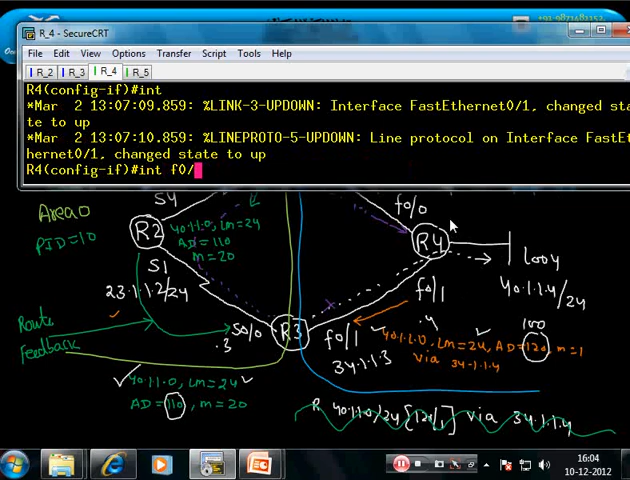 +91-9871482152
R_4 - SecureCRT
File Edit View Options Transfer Script Tools Help
R_2 R_3 R_4 R_5
R4(config-if)#int
*Mar  2 13:07:09.859: %LINK-3-UPDOWN: Interface FastEthernet0/1, changed sta
te to up
*Mar  2 13:07:10.859: %LINEPROTO-5-UPDOWN: Line protocol on Interface FastE
hernet0/1, changed state to up
R4(config-if)#int f0/
Area 0
PID=10
R2
40.1.1.0, Lm=24
AD=110
m=20
f0/0
R4
Loo4
40.1.1.4/24
S1
23.1.1.2/24
f0/1
.4
Route
Feedback
S0/0
.3
R3
f0/1
34.1.1.3
40.1.1.0, Lm=24, AD=120, m=1
100
via 34.1.1.4
40.1.1.0, Lm=24
AD=110, m=20
R 40.1.1.0/24 [120/1] via 34.1.1.4
16:04
10-12-2012